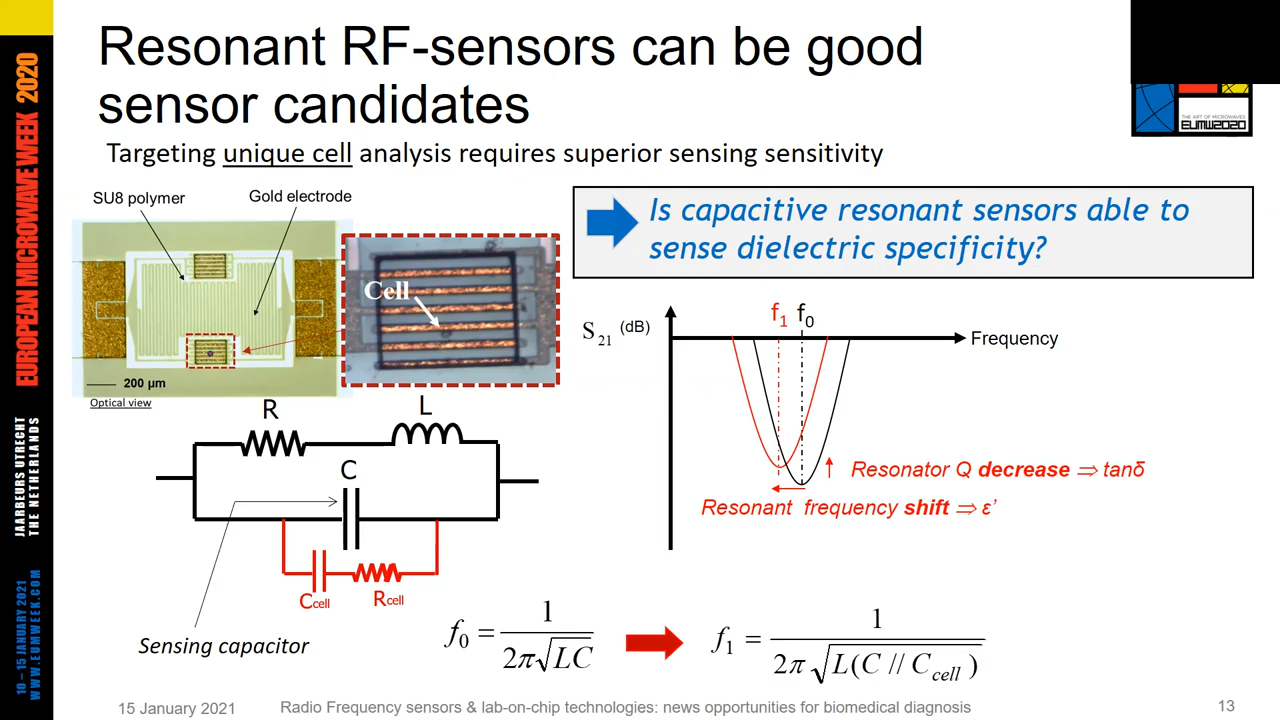 Resonant RF-sensors can be good
sensor candidates
Targeting unique cell analysis requires superior sensing sensitivity
EUROPEAN MICROWAVE WEEK 2020
JAARBEURS UTRECHT
THE NETHERLANDS
10 – 15 JANUARY 2021
WWW.EUMWEEK.COM
THE ART OF MICROWAVES
EUMW2020
SU8 polymer
Gold electrode
Cell
200 µm
Optical view
Is capacitive resonant sensors able to
sense dielectric specificity?
f1 f0
S21 (dB)
Frequency
Resonator Q decrease ⇒ tanδ
Resonant frequency shift ⇒ ε’
R
L
C
Ccell
Rcell
Sensing capacitor
f0 = 1 / 2π√LC
f1 = 1 / 2π√L(C // Ccell)
15 January 2021
Radio Frequency sensors & lab-on-chip technologies: news opportunities for biomedical diagnosis
13